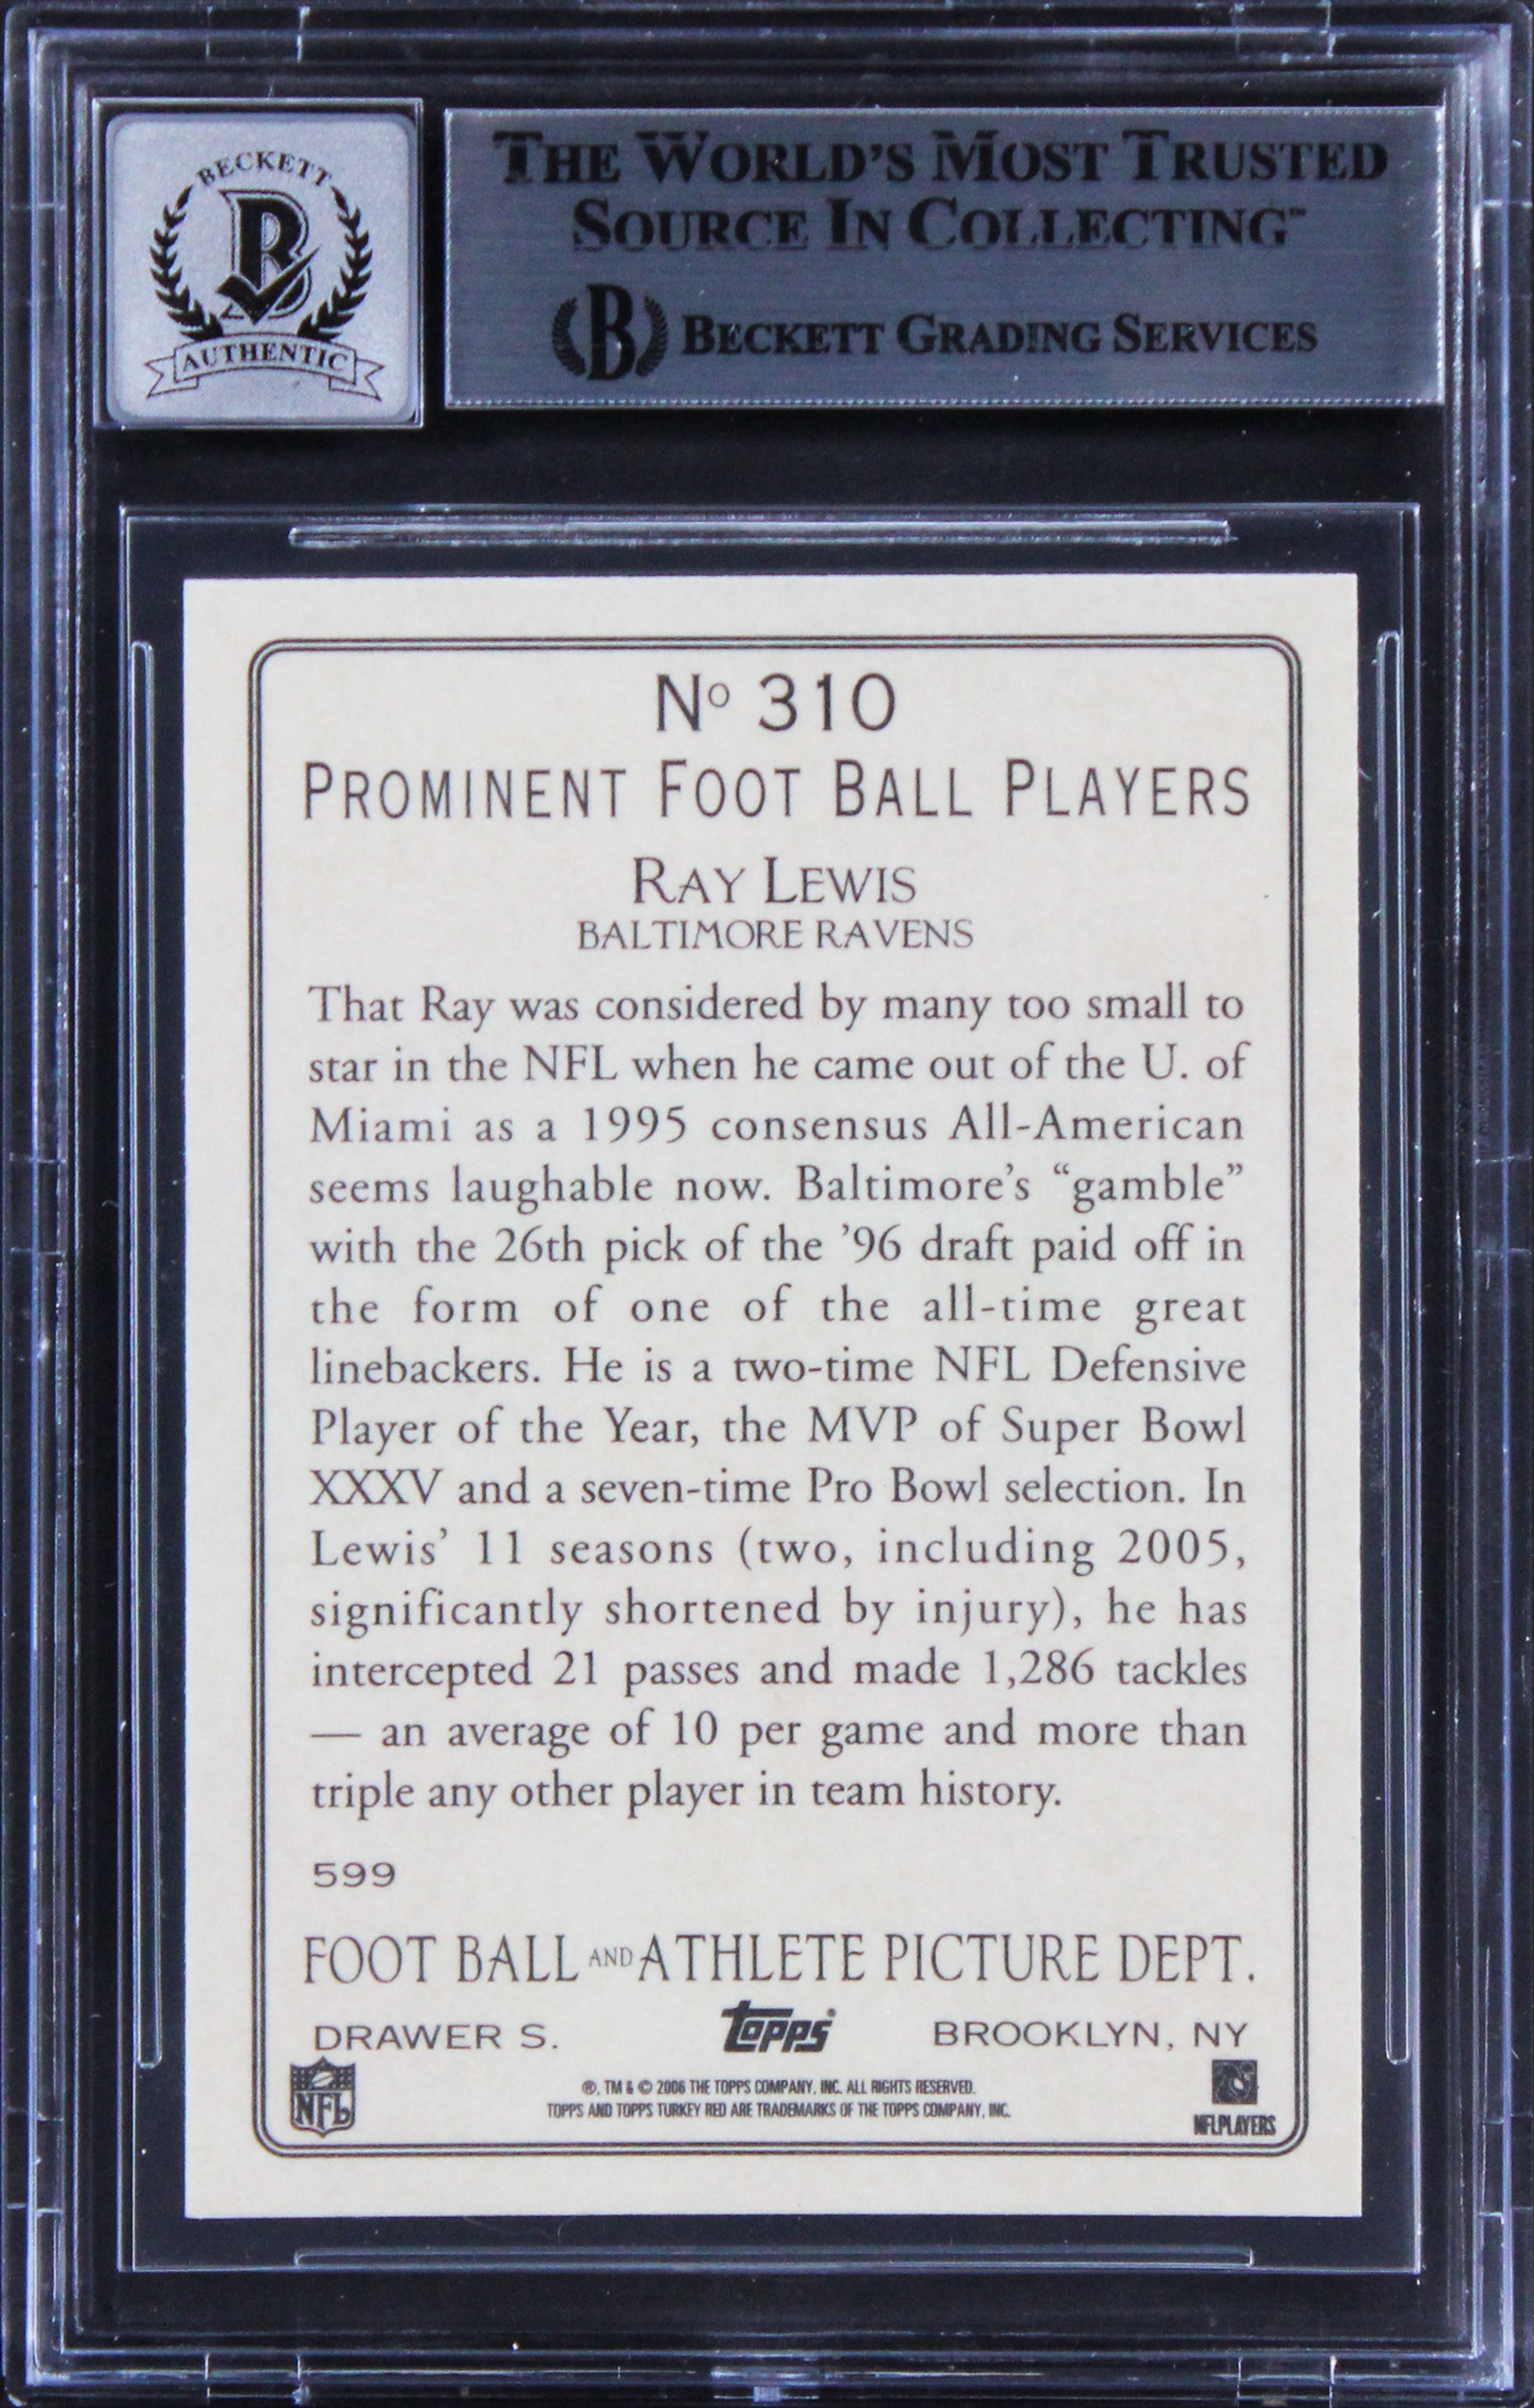 BECKETT
B
AUTHENTIC
THE WORLD'S MOST TRUSTED
SOURCE IN COLLECTING™
B BECKETT GRADING SERVICES
Nº 310
PROMINENT FOOT BALL PLAYERS
RAY LEWIS
BALTIMORE RAVENS
That Ray was considered by many too small to
star in the NFL when he came out of the U. of
Miami as a 1995 consensus All-American
seems laughable now. Baltimore's “gamble”
with the 26th pick of the ’96 draft paid off in
the form of one of the all-time great
linebackers. He is a two-time NFL Defensive
Player of the Year, the MVP of Super Bowl
XXXV and a seven-time Pro Bowl selection. In
Lewis’ 11 seasons (two, including 2005,
significantly shortened by injury), he has
intercepted 21 passes and made 1,286 tackles
— an average of 10 per game and more than
triple any other player in team history.
599
FOOT BALL AND ATHLETE PICTURE DEPT.
DRAWER S. topps® BROOKLYN, NY
®, TM & © 2006 THE TOPPS COMPANY, INC. ALL RIGHTS RESERVED.
TOPPS AND TOPPS TURKEY RED ARE TRADEMARKS OF THE TOPPS COMPANY, INC.
NFL
NFLPLAYERS